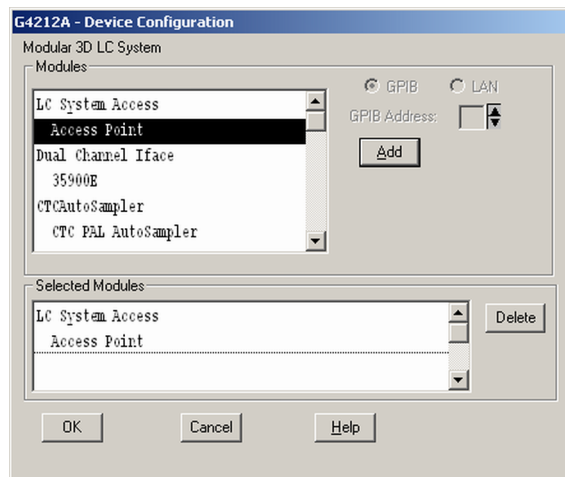 G4212A - Device Configuration
Modular 3D LC System
Modules
GPIB
LAN
LC System Access
GPIB Address:
Access Point
Add
Dual Channel Iface
35900E
CTCAutoSampler
CTC PAL AutoSampler
Selected Modules
LC System Access
Delete
Access Point
OK
Cancel
Help